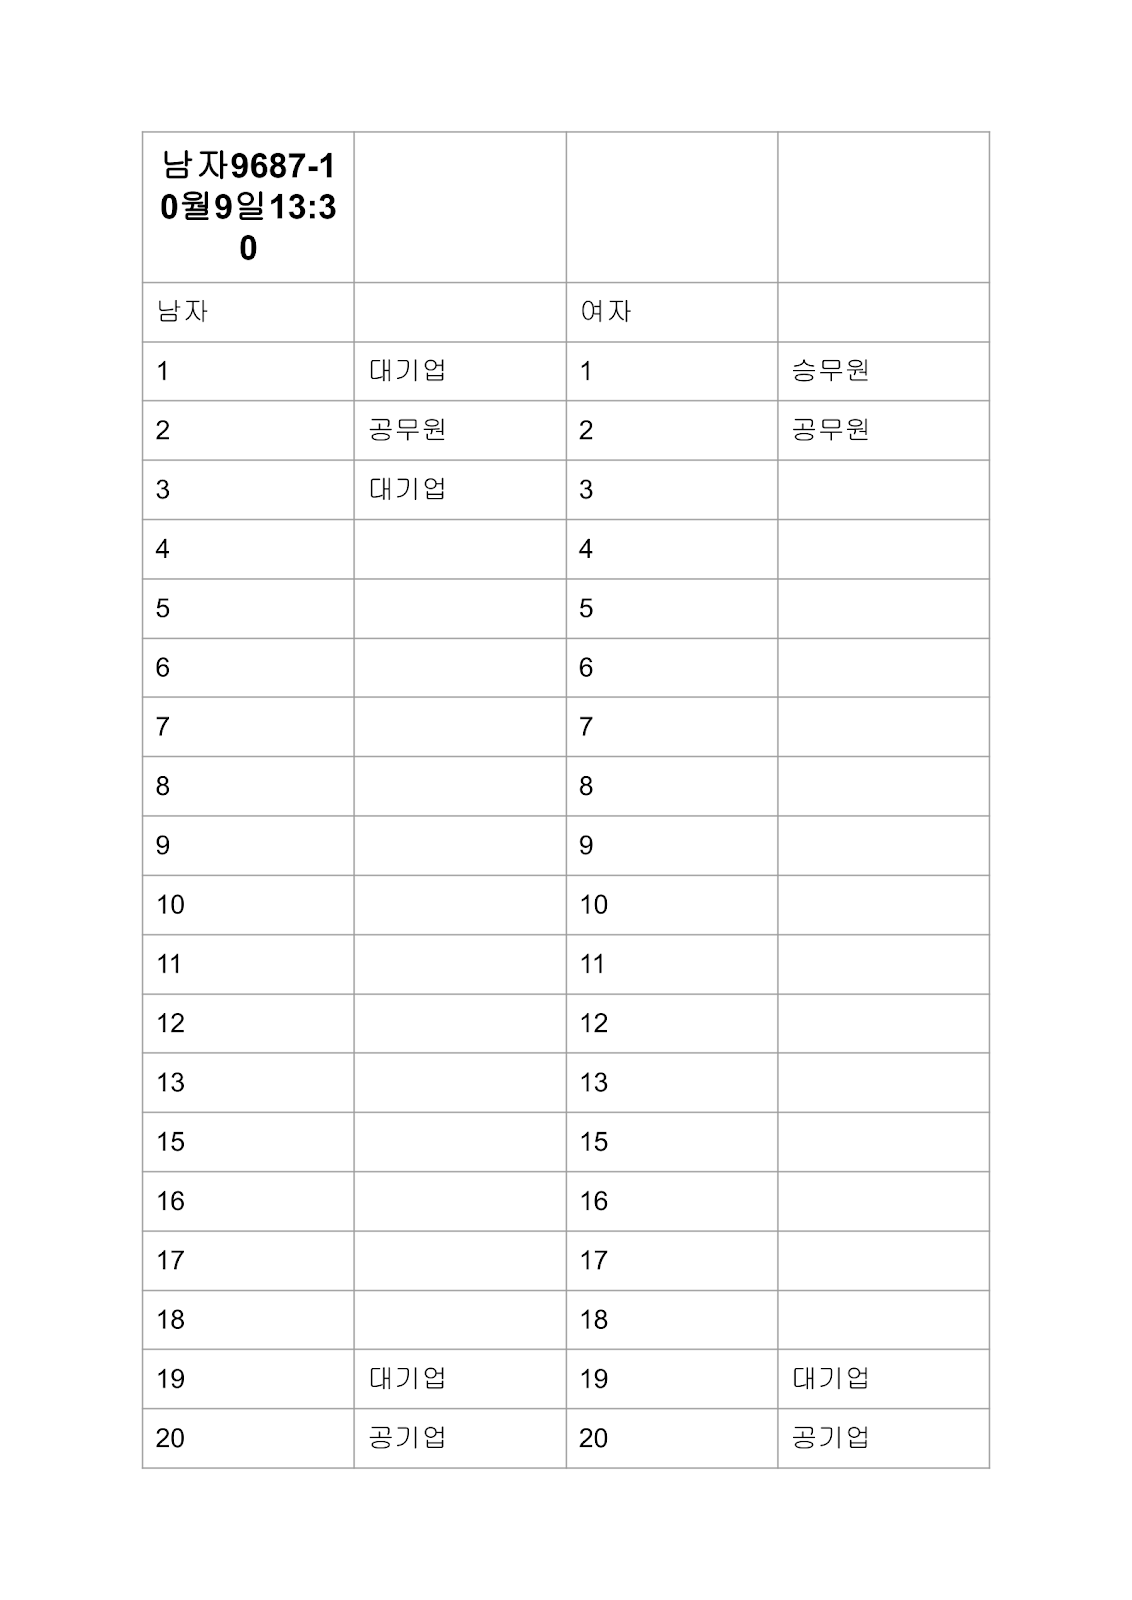 남자9687-1
0월9일13:3
0
남자 여자
1 대기업 1 승무원
2 공무원 2 공무원
3 대기업 3
4 4
5 5
6 6
7 7
8 8
9 9
10 10
11 11
12 12
13 13
15 15
16 16
17 17
18 18
19 대기업 19 대기업
20 공기업 20 공기업